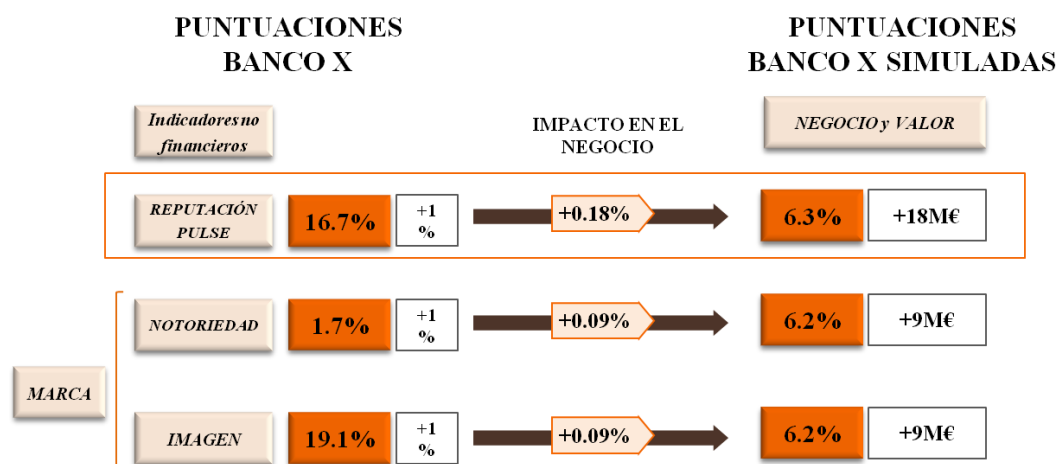 PUNTUACIONES
BANCO X
PUNTUACIONES
BANCO X SIMULADAS
Indicadores no
financieros
IMPACTO EN EL
NEGOCIO
NEGOCIO y VALOR
REPUTACIÓN
PULSE
16.7%
+1
%
+0.18%
6.3%
+18M€
NOTORIEDAD
1.7%
+1
%
+0.09%
6.2%
+9M€
MARCA
IMAGEN
19.1%
+1
%
+0.09%
6.2%
+9M€